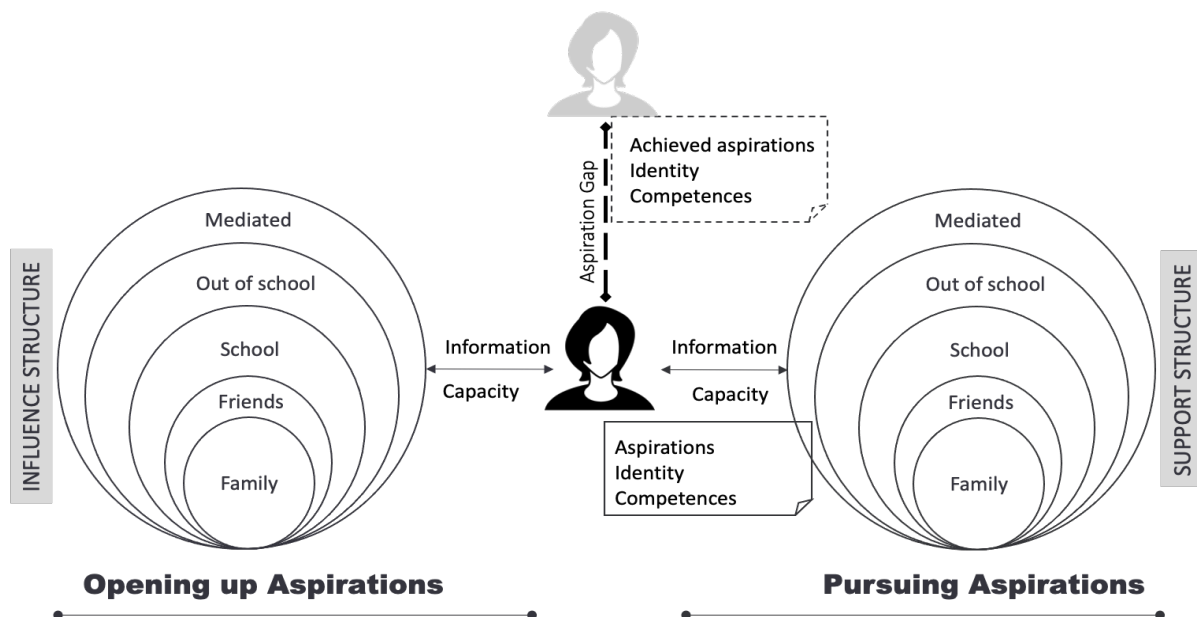 Achieved aspirations
Identity
Competences
Aspiration Gap
INFLUENCE STRUCTURE
Mediated
Out of school
School
Friends
Family
Information
Capacity
Information
Capacity
Aspirations
Identity
Competences
Mediated
Out of school
School
Friends
Family
SUPPORT STRUCTURE
Opening up Aspirations
Pursuing Aspirations